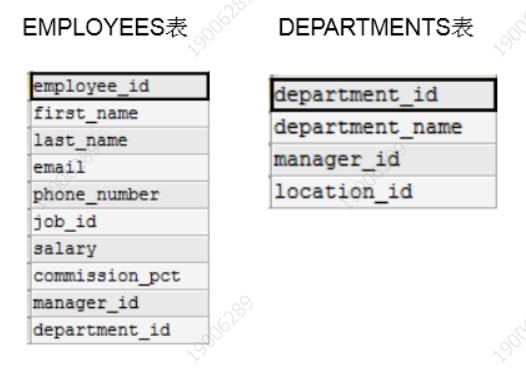 EMPLOYEES表
DEPARTMENTS表
employee_id
first_name
last_name
email
phone_number
job_id
salary
commission_pct
manager_id
department_id
department_id
department_name
manager_id
location_id
19006289
19006289
19006289
19006289